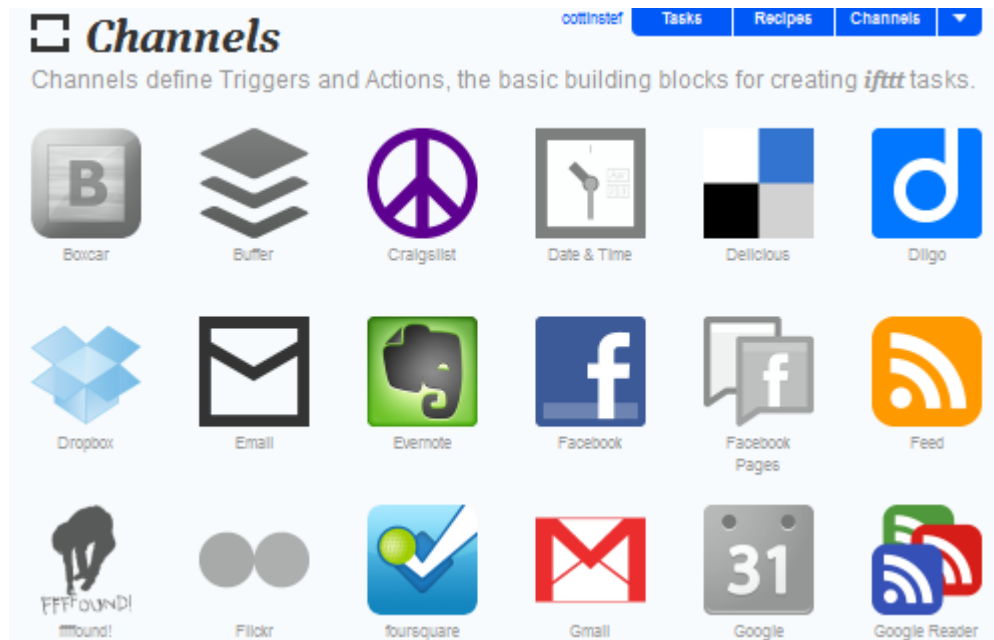 Channels
cottinstef Tasks Recipes Channels
Channels define Triggers and Actions, the basic building blocks for creating ifttt tasks.
B
Apr
Boxcar Buffer Craigslist Date & Time Delicious Diigo
f f
Dropbox Email Evernote Facebook Facebook Feed
Pages
31
FFFFOUND!
ffffound! Flickr foursquare Gmail Google Google Reader